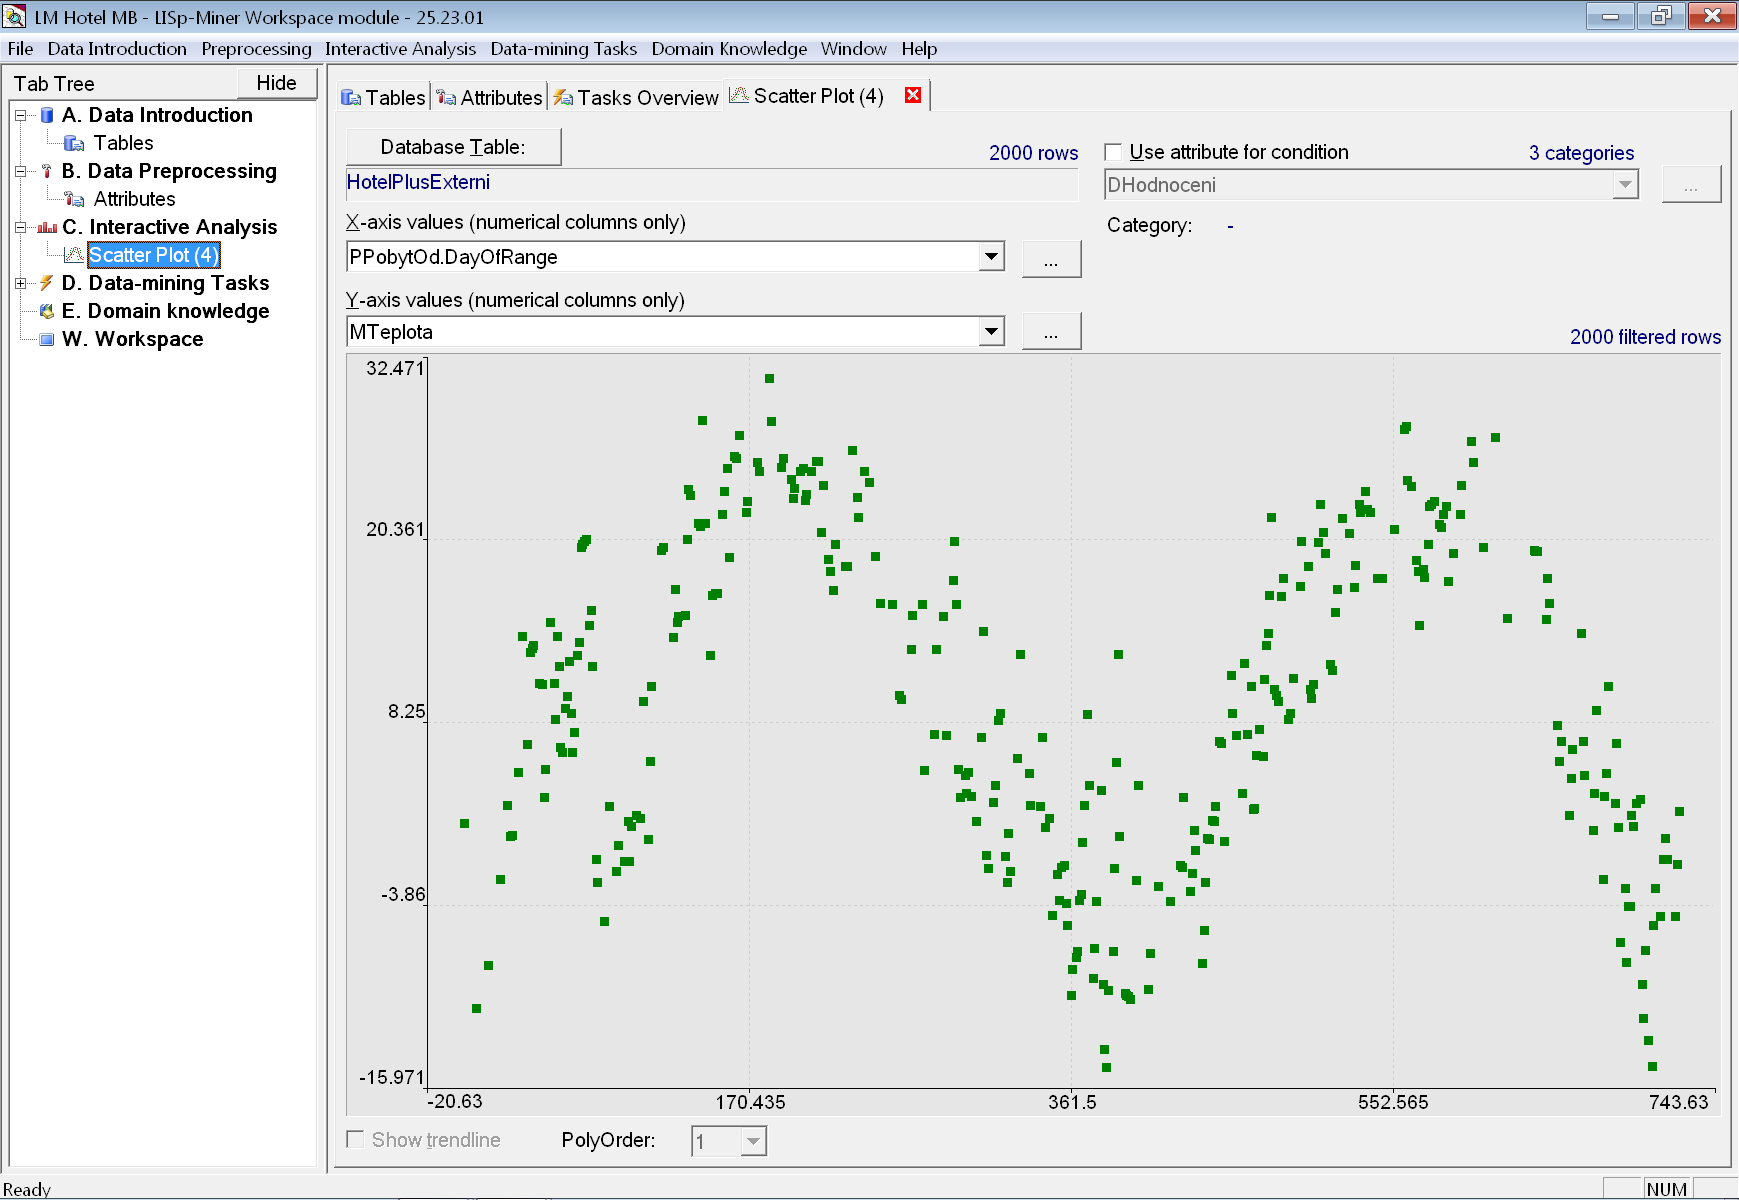 LM Hotel MB - LISp-Miner Workspace module - 25.23.01
File Data Introduction Preprocessing Interactive Analysis Data-mining Tasks Domain Knowledge Window Help
Tab Tree
Hide
A. Data Introduction
Tables
B. Data Preprocessing
Attributes
C. Interactive Analysis
Scatter Plot (4)
D. Data-mining Tasks
E. Domain knowledge
W. Workspace
Tables Attributes Tasks Overview Scatter Plot (4)
Database Table:
2000 rows
HotelPlusExterni
X-axis values (numerical columns only)
PPobytOd.DayOfRange
...
Y-axis values (numerical columns only)
MTeplota
...
Use attribute for condition
3 categories
DHodnoceni
...
Category: -
2000 filtered rows
32.471
20.361
8.25
-3.86
-15.971
-20.63 170.435 361.5 552.565 743.63
Show trendline
PolyOrder:
1
Ready
NUM